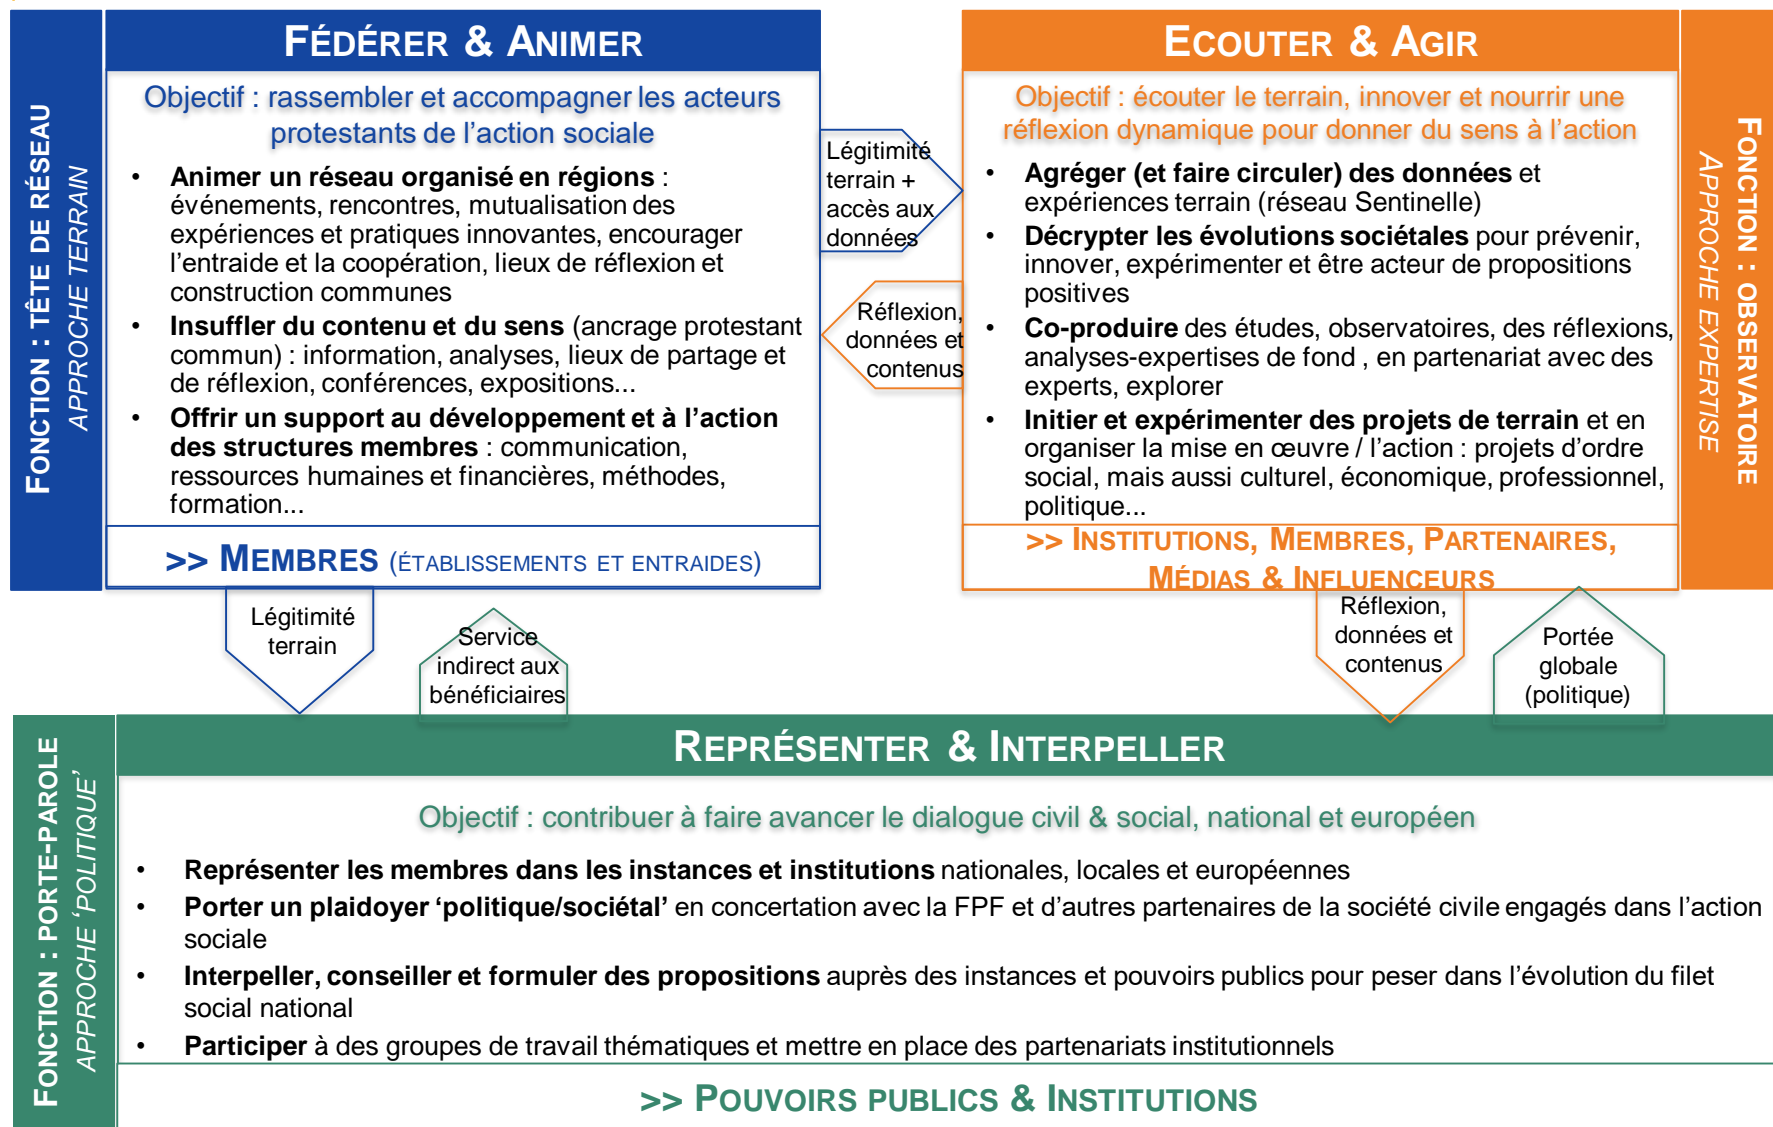 FÉDÉRER & ANIMER
FONCTION : TÊTE DE RÉSEAU
APPROCHE TERRAIN
Objectif : rassembler et accompagner les acteurs
protestants de l’action sociale
• Animer un réseau organisé en régions :
événements, rencontres, mutualisation des
expériences et pratiques innovantes, encourager
l’entraide et la coopération, lieux de réflexion et
construction communes
• Insuffler du contenu et du sens (ancrage protestant
commun) : information, analyses, lieux de partage et
de réflexion, conférences, expositions...
• Offrir un support au développement et à l’action
des structures membres : communication,
ressources humaines et financières, méthodes,
formation...
>> MEMBRES (ÉTABLISSEMENTS ET ENTRAIDES)
Légitimité
terrain +
accès aux
données
Réflexion,
données et
contenus
ECOUTER & AGIR
FONCTION : OBSERVATOIRE
APPROCHE EXPERTISE
Objectif : écouter le terrain, innover et nourrir une
réflexion dynamique pour donner du sens à l’action
• Agréger (et faire circuler) des données et
expériences terrain (réseau Sentinelle)
• Décrypter les évolutions sociétales pour prévenir,
innover, expérimenter et être acteur de propositions
positives
• Co-produire des études, observatoires, des réflexions,
analyses-expertises de fond , en partenariat avec des
experts, explorer
• Initier et expérimenter des projets de terrain et en
organiser la mise en œuvre / l’action : projets d’ordre
social, mais aussi culturel, économique, professionnel,
politique...
>> INSTITUTIONS, MEMBRES, PARTENAIRES,
MÉDIAS & INFLUENCEURS
Légitimité
terrain
Service
indirect aux
bénéficiaires
Réflexion,
données et
contenus
Portée
globale
(politique)
REPRÉSENTER & INTERPELLER
FONCTION : PORTE-PAROLE
APPROCHE ‘POLITIQUE’
Objectif : contribuer à faire avancer le dialogue civil & social, national et européen
• Représenter les membres dans les instances et institutions nationales, locales et européennes
• Porter un plaidoyer ‘politique/sociétal’ en concertation avec la FPF et d’autres partenaires de la société civile engagés dans l’action
sociale
• Interpeller, conseiller et formuler des propositions auprès des instances et pouvoirs publics pour peser dans l’évolution du filet
social national
• Participer à des groupes de travail thématiques et mettre en place des partenariats institutionnels
>> POUVOIRS PUBLICS & INSTITUTIONS